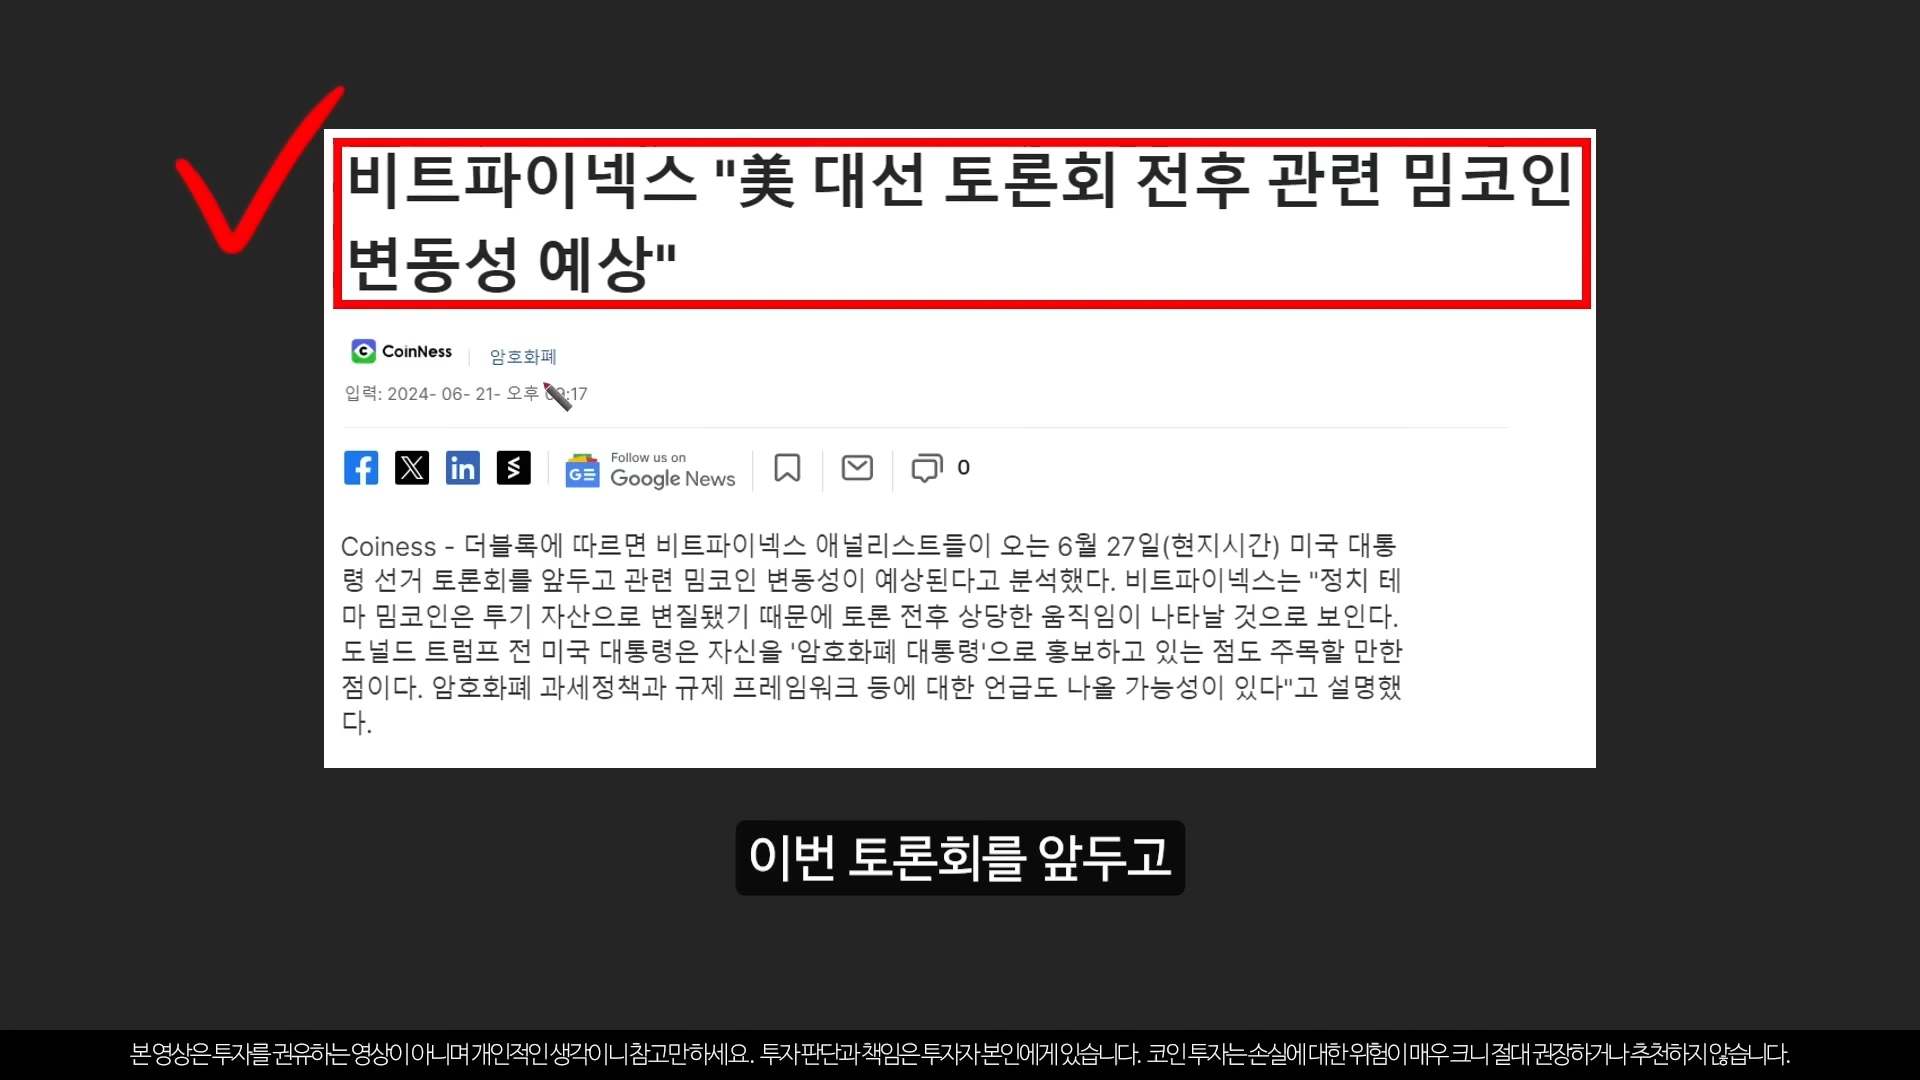 비트파이넥스 "美 대선 토론회 전후 관련 밈코인
변동성 예상"
CoinNess
암호화폐
입력: 2024- 06- 21- 오후 :17
Follow us on
Google News
0
Coiness - 더블록에 따르면 비트파이넥스 애널리스트들이 오는 6월 27일(현지시간) 미국 대통
령 선거 토론회를 앞두고 관련 밈코인 변동성이 예상된다고 분석했다. 비트파이넥스는 "정치 테
마 밈코인은 투기 자산으로 변질됐기 때문에 토론 전후 상당한 움직임이 나타날 것으로 보인다.
도널드 트럼프 전 미국 대통령은 자신을 '암호화폐 대통령'으로 홍보하고 있는 점도 주목할 만한
점이다. 암호화폐 과세정책과 규제 프레임워크 등에 대한 언급도 나올 가능성이 있다"고 설명했
다.
이번 토론회를 앞두고
본 영상은 투자를 권유하는 영상이 아니며 개인적인 생각이니 참고만 하세요. 투자 판단과 책임은 투자자 본인에게 있습니다. 코인 투자는 손실에 대한 위험이 매우 크니 절대 권장하거나 추천하지 않습니다.